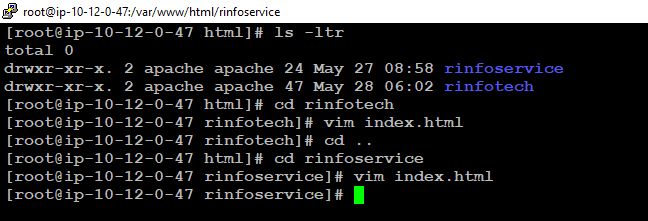 root@ip-10-12-0-47:/var/www/html/rinfoservice
[root@ip-10-12-0-47 html]# ls -ltr
total 0
drwxr-xr-x. 2 apache apache 24 May 27 08:58 rinfoservice
drwxr-xr-x. 2 apache apache 47 May 28 06:02 rinfotech
[root@ip-10-12-0-47 html]# cd rinfotech
[root@ip-10-12-0-47 rinfotech]# vim index.html
[root@ip-10-12-0-47 rinfotech]# cd ..
[root@ip-10-12-0-47 html]# cd rinfoservice
[root@ip-10-12-0-47 rinfoservice]# vim index.html
[root@ip-10-12-0-47 rinfoservice]#